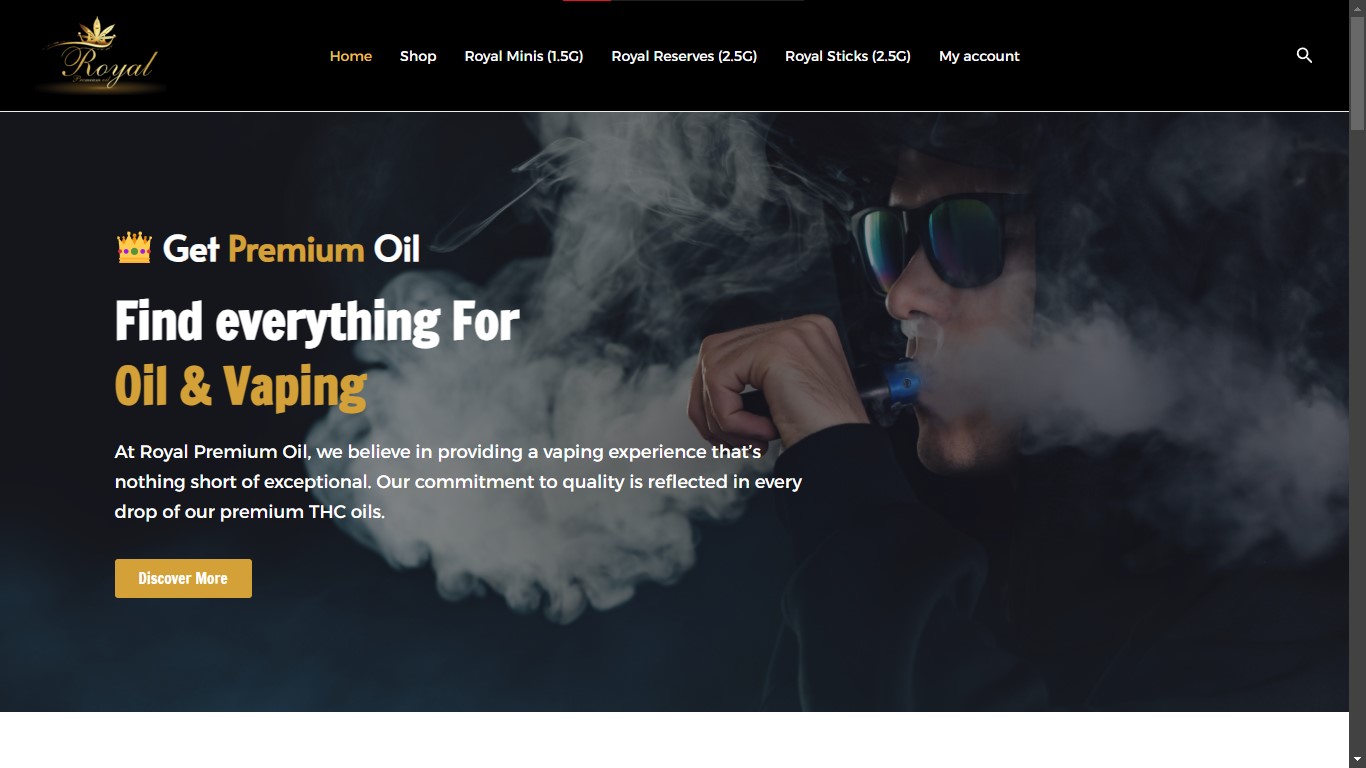 Royal
Premium oil
Home
Shop
Royal Minis (1.5G)
Royal Reserves (2.5G)
Royal Sticks (2.5G)
My account
Get Premium Oil
Find everything For
Oil & Vaping
At Royal Premium Oil, we believe in providing a vaping experience that’s
nothing short of exceptional. Our commitment to quality is reflected in every
drop of our premium THC oils.
Discover More